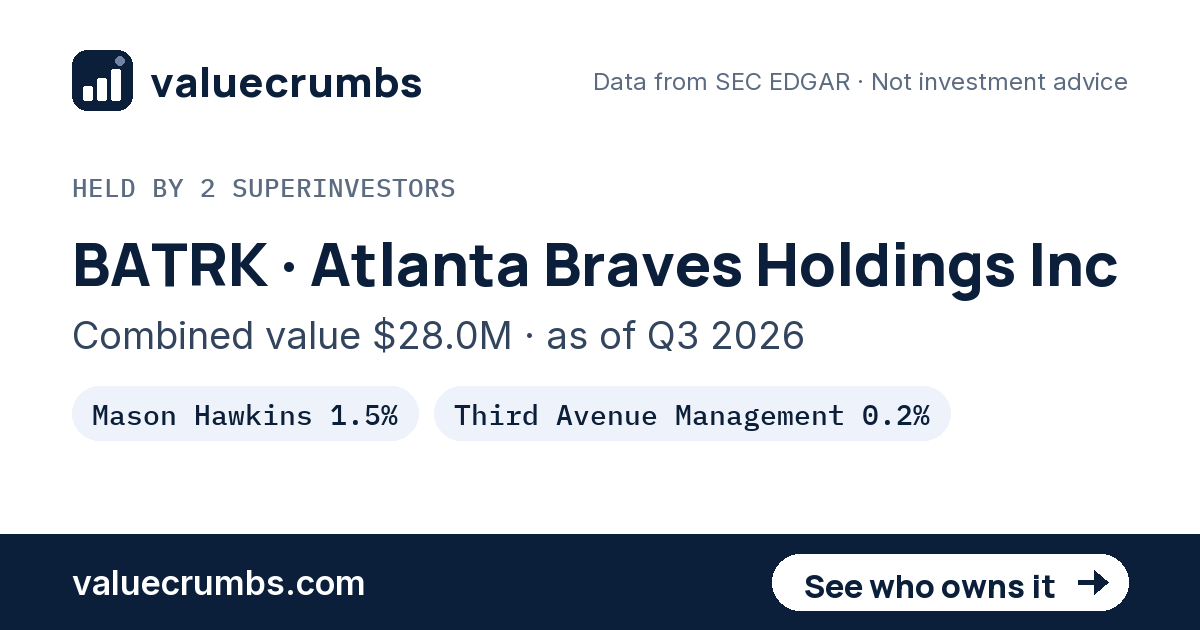 valuecrumbs
Data from SEC EDGAR · Not investment advice
HELD BY 2 SUPERINVESTORS
BATRK · Atlanta Braves Holdings Inc
Combined value $28.0M · as of Q3 2026
Mason Hawkins 1.5%
Third Avenue Management 0.2%
valuecrumbs.com
See who owns it →